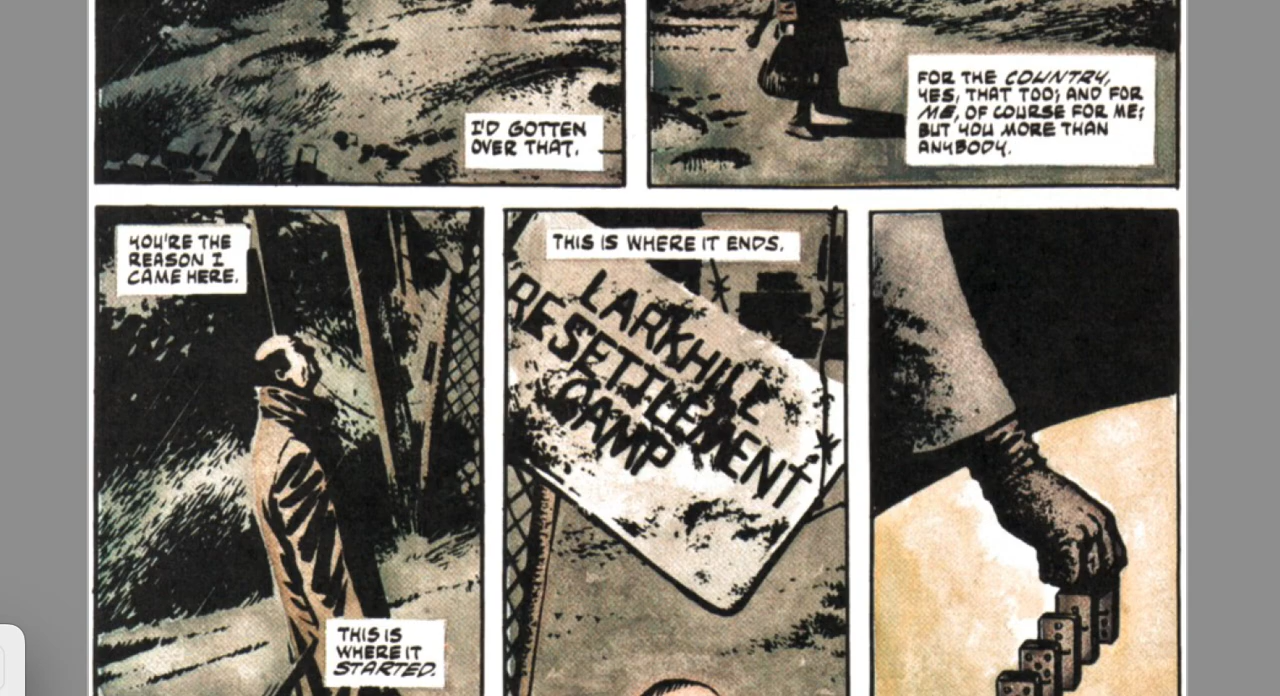 I'D GOTTEN
OVER THAT.
FOR THE COUNTRY,
YES, THAT TOO; AND FOR
ME, OF COURSE FOR ME;
BUT YOU MORE THAN
ANYBODY.
YOU'RE THE
REASON I
CAME HERE.
THIS IS
WHERE IT
STARTED.
THIS IS WHERE IT ENDS.
LARKHILL
RESETTLEMENT
CAMP